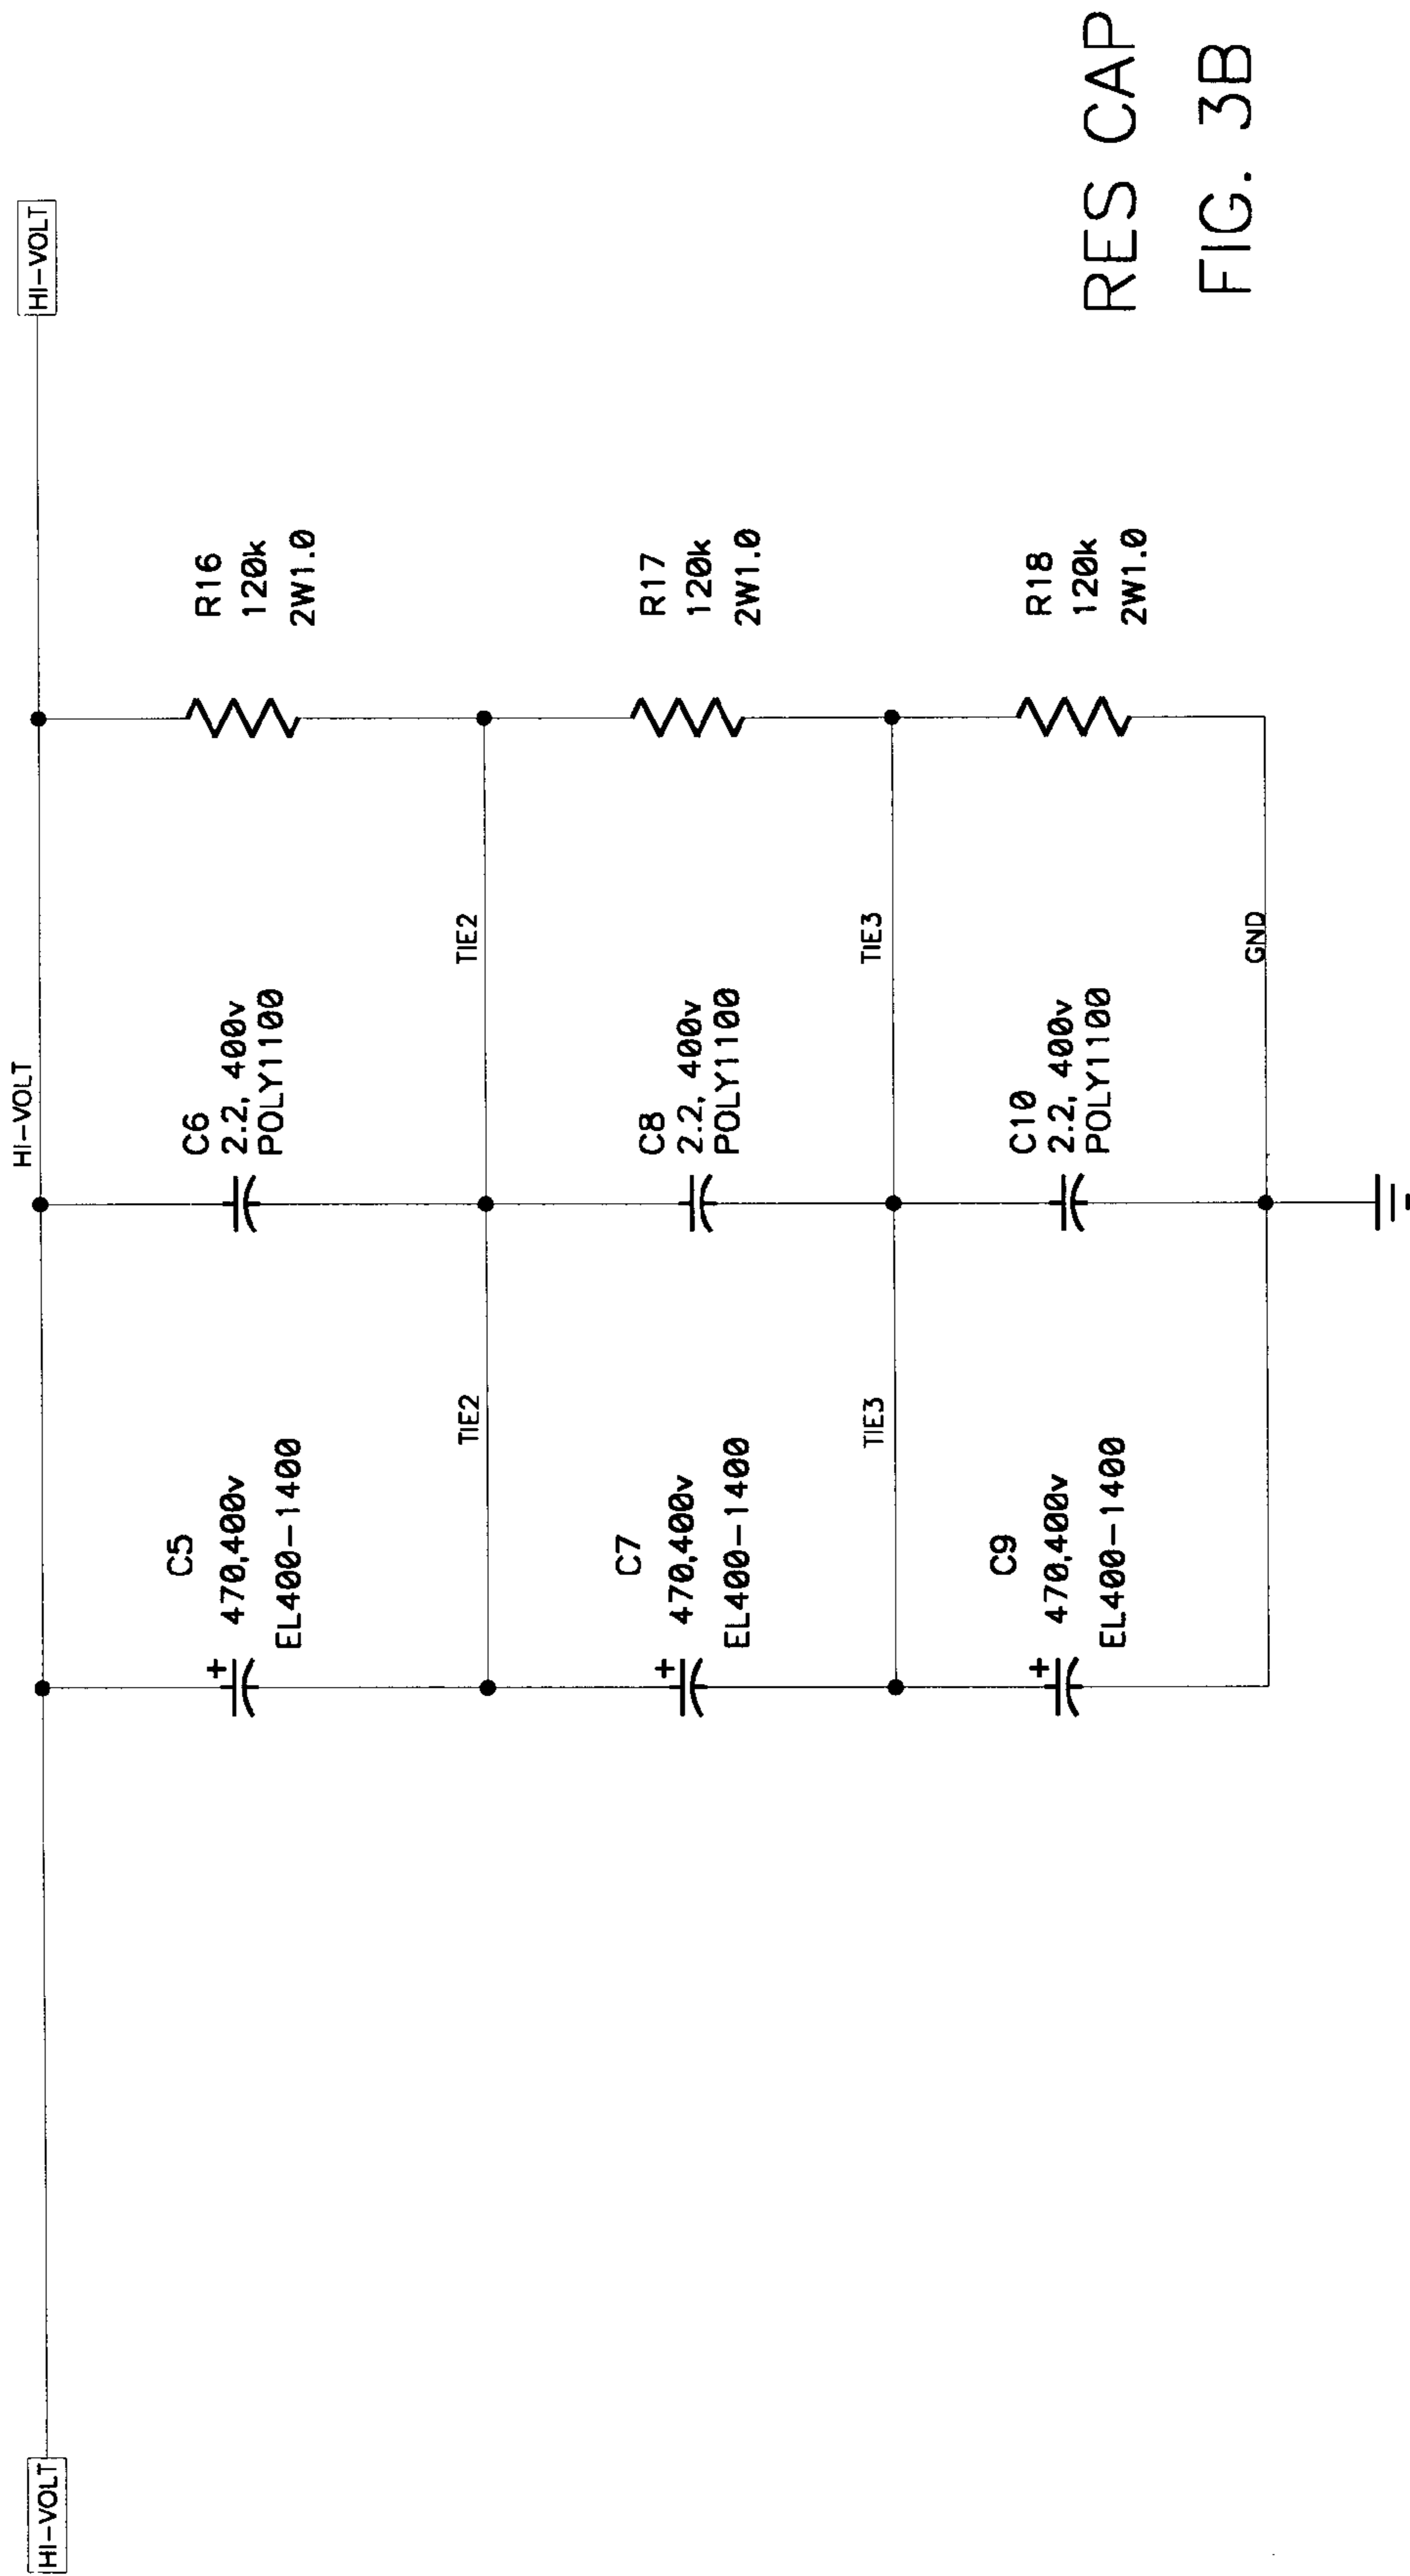 HI-VOLT
HI-VOLT
HI-VOLT
C5
470,400v
EL400-1400
C6
2.2, 400v
POLY1100
R16
120k
2W1.0
TIE2
TIE2
C7
470,400v
EL400-1400
C8
2.2, 400v
POLY1100
R17
120k
2W1.0
TIE3
TIE3
C9
470,400v
EL400-1400
C10
2.2, 400v
POLY1100
R18
120k
2W1.0
GND
RES CAP
FIG. 3B